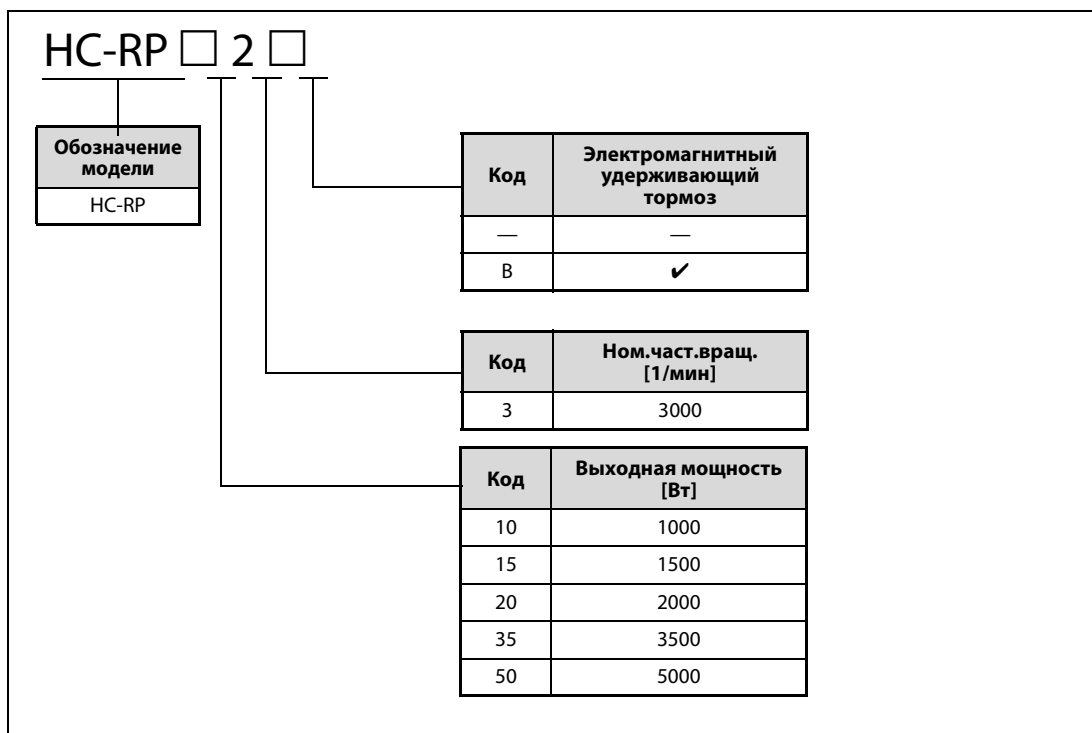 HC-RP □ 2 □
Обозначение
модели
HC-RP
Код Электромагнитный
удерживающий
тормоз
— —
B ✔
Код Ном.част.вращ.
[1/мин]
3 3000
Код Выходная мощность
[Вт]
10 1000
15 1500
20 2000
35 3500
50 5000